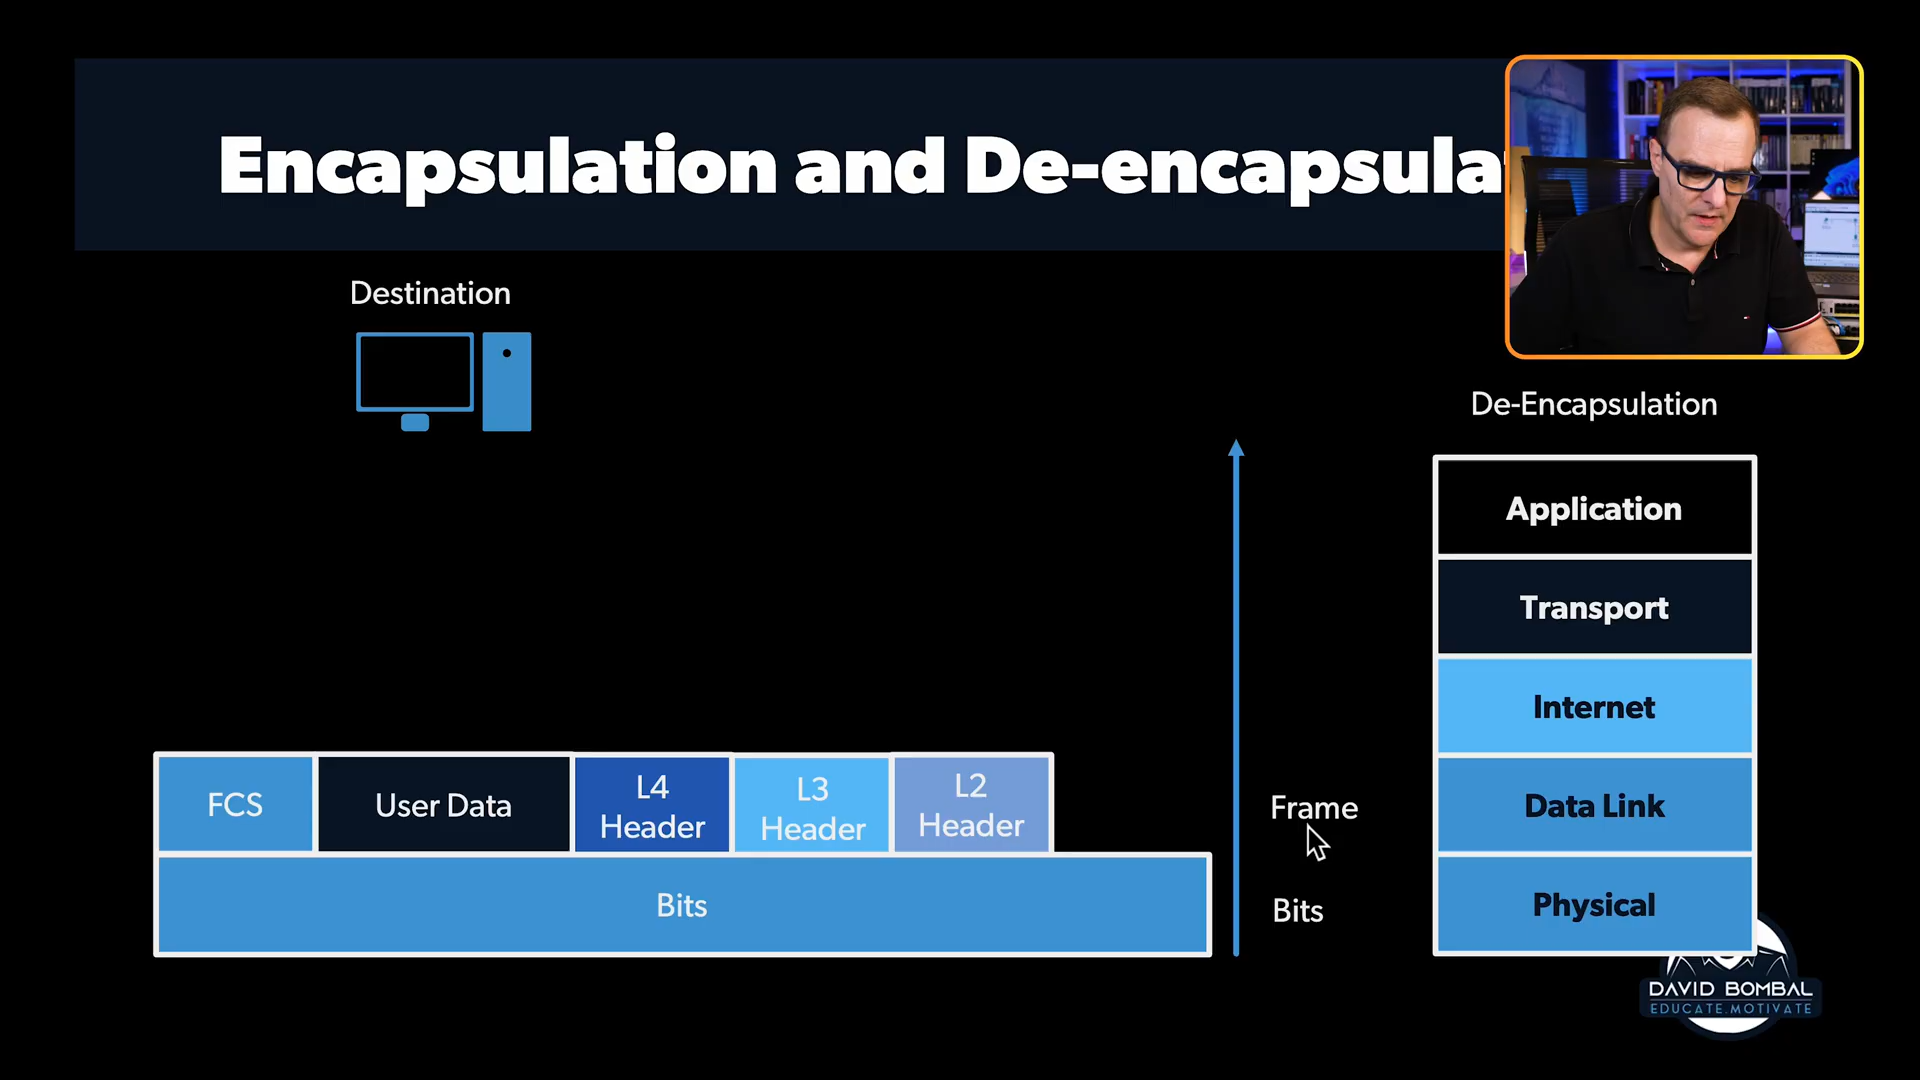 Encapsulation and De-encapsula
Destination
De-Encapsulation
Application
Transport
Internet
Data Link
Physical
FCS
User Data
L4
Header
L3
Header
L2
Header
Frame
Bits
Bits
DAVID BOMBAL
EDUCATE.MOTIVATE